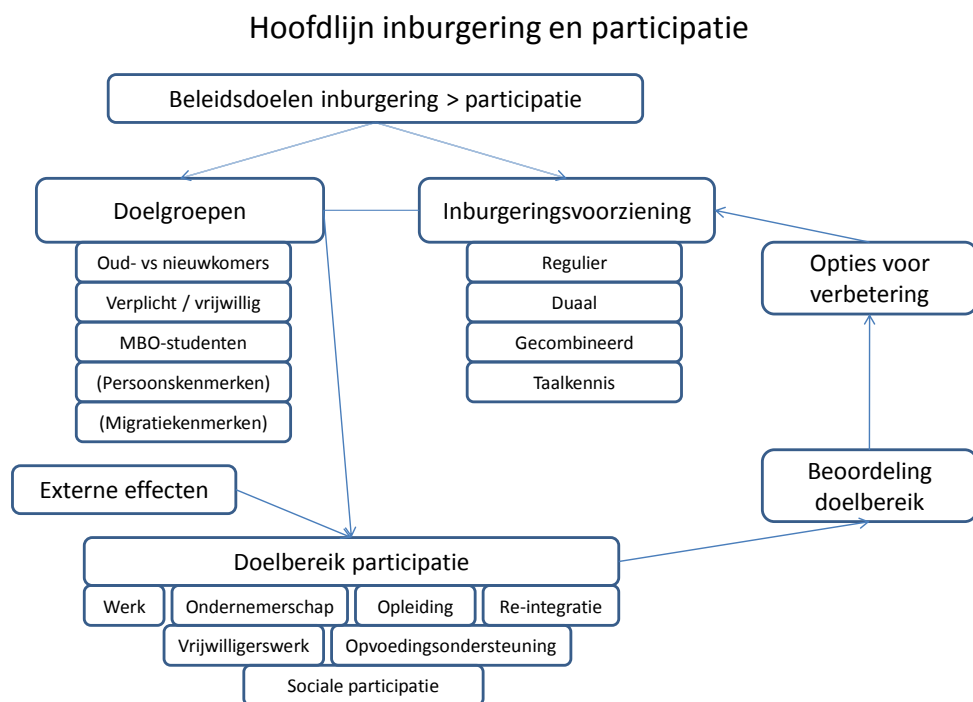 Hoofdlijn inburgering en participatie
Beleidsdoelen inburgering > participatie
Doelgroepen
Oud- vs nieuwkomers
Verplicht / vrijwillig
MBO-studenten
(Persoonskenmerken)
(Migratiekenmerken)
Inburgeringsvoorziening
Regulier
Duaal
Gecombineerd
Taalkennis
Opties voor
verbetering
Beoordeling
doelbereik
Externe effecten
Doelbereik participatie
Werk
Ondernemerschap
Opleiding
Re-integratie
Vrijwilligerswerk
Opvoedingsondersteuning
Sociale participatie